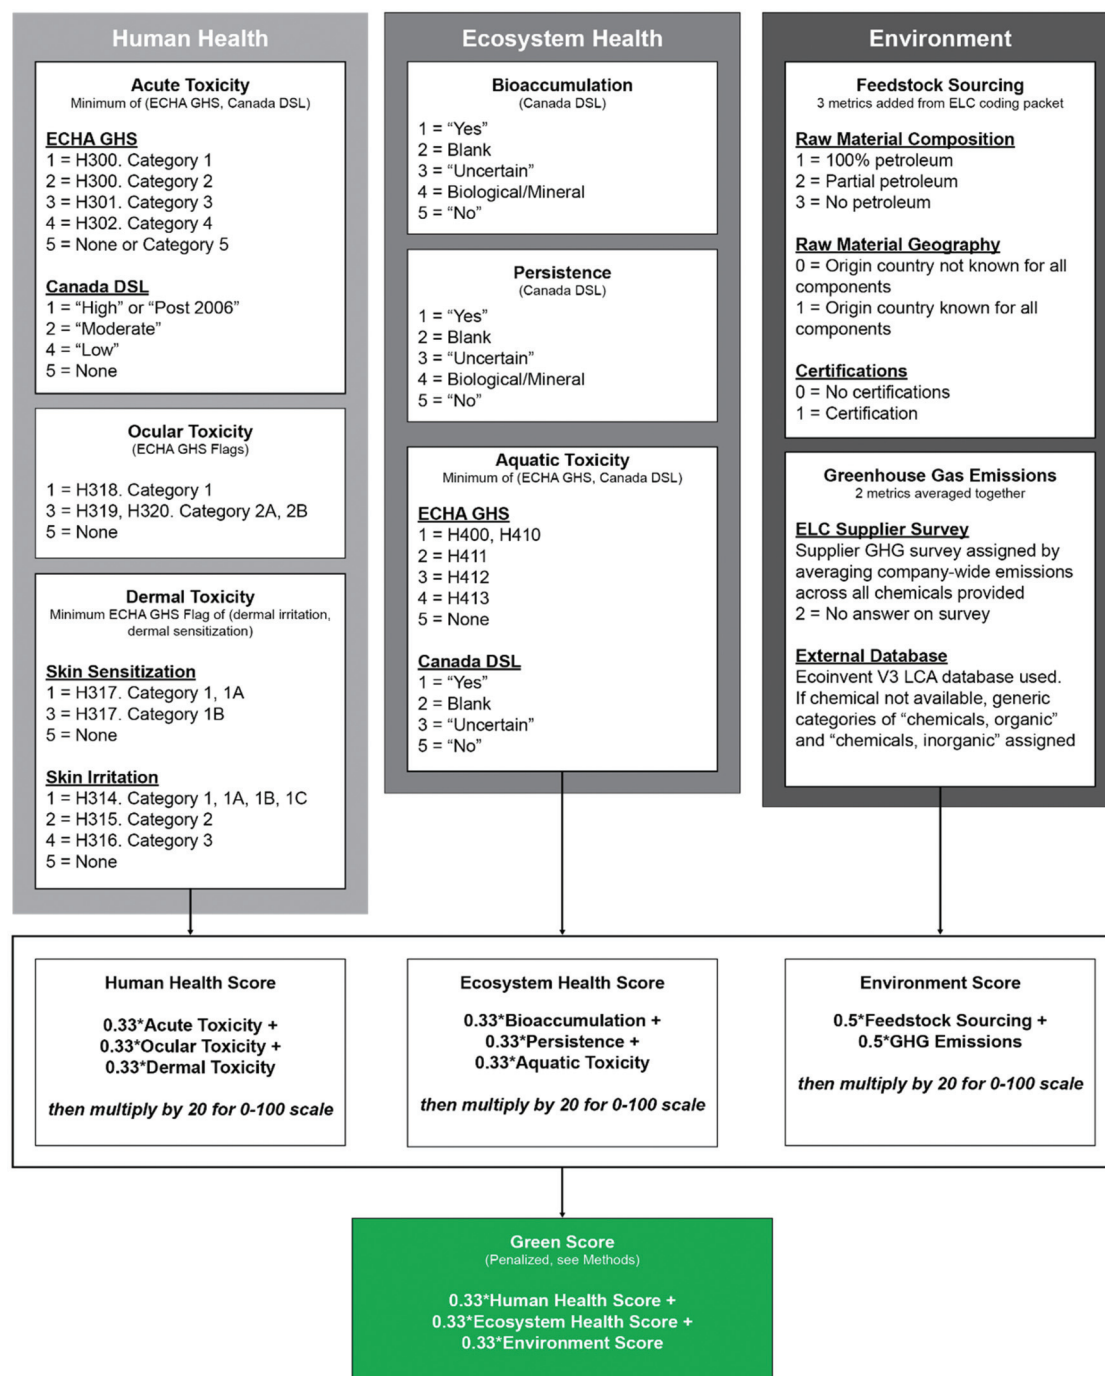 Human Health
Acute Toxicity
Minimum of (ECHA GHS, Canada DSL)
ECHA GHS
1 = H300. Category 1
2 = H300. Category 2
3 = H301. Category 3
4 = H302. Category 4
5 = None or Category 5
Canada DSL
1 = “High” or “Post 2006”
2 = “Moderate”
4 = “Low”
5 = None
Ocular Toxicity
(ECHA GHS Flags)
1 = H318. Category 1
3 = H319, H320. Category 2A, 2B
5 = None
Dermal Toxicity
Minimum ECHA GHS Flag of (dermal irritation,
dermal sensitization)
Skin Sensitization
1 = H317. Category 1, 1A
3 = H317. Category 1B
5 = None
Skin Irritation
1 = H314. Category 1, 1A, 1B, 1C
2 = H315. Category 2
4 = H316. Category 3
5 = None
Ecosystem Health
Bioaccumulation
(Canada DSL)
1 = “Yes”
2 = Blank
3 = “Uncertain”
4 = Biological/Mineral
5 = “No”
Persistence
(Canada DSL)
1 = “Yes”
2 = Blank
3 = “Uncertain”
4 = Biological/Mineral
5 = “No”
Aquatic Toxicity
Minimum of (ECHA GHS, Canada DSL)
ECHA GHS
1 = H400, H410
2 = H411
3 = H412
4 = H413
5 = None
Canada DSL
1 = “Yes”
2 = Blank
3 = “Uncertain”
5 = “No”
Environment
Feedstock Sourcing
3 metrics added from ELC coding packet
Raw Material Composition
1 = 100% petroleum
2 = Partial petroleum
3 = No petroleum
Raw Material Geography
0 = Origin country not known for all
components
1 = Origin country known for all
components
Certifications
0 = No certifications
1 = Certification
Greenhouse Gas Emissions
2 metrics averaged together
ELC Supplier Survey
Supplier GHG survey assigned by
averaging company-wide emissions
across all chemicals provided
2 = No answer on survey
External Database
Ecoinvent V3 LCA database used.
If chemical not available, generic
categories of “chemicals, organic”
and “chemicals, inorganic” assigned
Human Health Score
0.33*Acute Toxicity +
0.33*Ocular Toxicity +
0.33*Dermal Toxicity
then multiply by 20 for 0-100 scale
Ecosystem Health Score
0.33*Bioaccumulation +
0.33*Persistence +
0.33*Aquatic Toxicity
then multiply by 20 for 0-100 scale
Environment Score
0.5*Feedstock Sourcing +
0.5*GHG Emissions
then multiply by 20 for 0-100 scale
Green Score
(Penalized, see Methods)
0.33*Human Health Score +
0.33*Ecosystem Health Score +
0.33*Environment Score